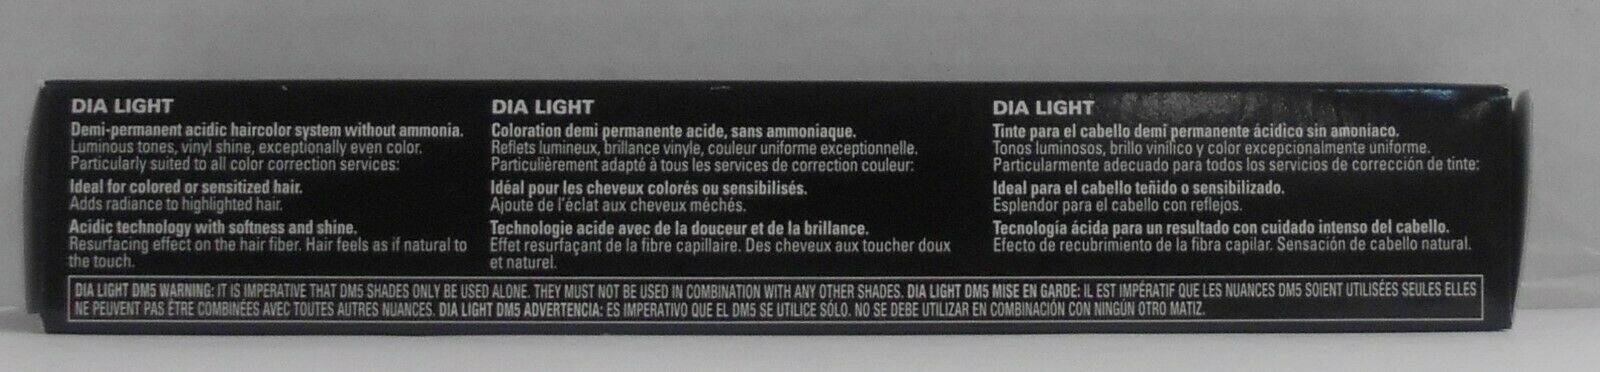 DIA LIGHT
Demi-permanent acidic haircolor system without ammonia.
Luminous tones, vinyl shine, exceptionally even color.
Particularly suited to all color correction services:
Ideal for colored or sensitized hair.
Adds radiance to highlighted hair.
Acidic technology with softness and shine.
Resurfacing effect on the hair fiber. Hair feels as if natural to
the touch.
DIA LIGHT
Coloration demi permanente acide, sans ammoniaque.
Reflets lumineux, brillance vinyle, couleur uniforme exceptionnelle.
Particulièrement adapté à tous les services de correction couleur:
Idéal pour les cheveux colorés ou sensibilisés.
Ajoute de l'éclat aux cheveux méchés.
Technologie acide avec de la douceur et de la brillance.
Effet resurfaçant de la fibre capillaire. Des cheveux aux toucher doux
et naturel.
DIA LIGHT
Tinte para el cabello demi permanente ácidico sin amoniaco.
Tonos luminosos, brillo vinílico y color excepcionalmente uniforme.
Particularmente adecuado para todos los servicios de corrección de tinte:
Ideal para el cabello teñido o sensibilizado.
Esplendor para el cabello con reflejos.
Tecnología ácida para un resultado con cuidado intenso del cabello.
Efecto de recubrimiento de la fibra capilar. Sensación de cabello natural.
DIA LIGHT DM5 WARNING: IT IS IMPERATIVE THAT DM5 SHADES ONLY BE USED ALONE. THEY MUST NOT BE USED IN COMBINATION WITH ANY OTHER SHADES. DIA LIGHT DM5 MISE EN GARDE: IL EST IMPÉRATIF QUE LES NUANCES DM5 SOIENT UTILISÉES SEULES ELLES
NE PEUVENT PAS ÊTRE COMBINÉES AVEC TOUTES AUTRES NUANCES. DIA LIGHT DM5 ADVERTENCIA: ES IMPERATIVO QUE EL DM5 SE UTILICE SÓLO. NO SE DEBE UTILIZAR EN COMBINACIÓN CON NINGÚN OTRO MATIZ.